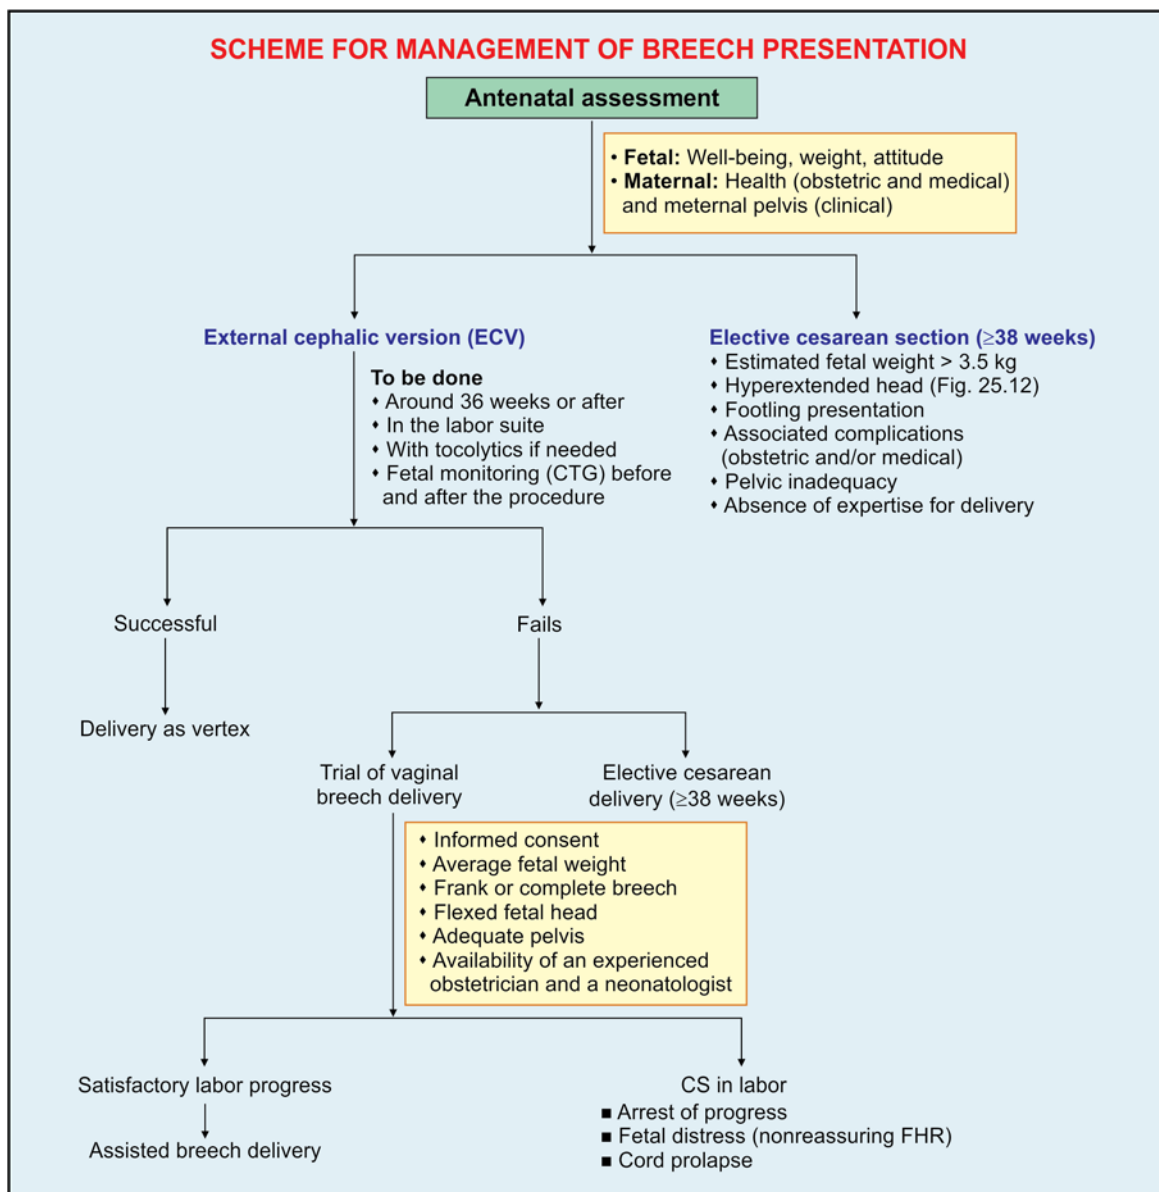 SCHEME FOR MANAGEMENT OF BREECH PRESENTATION
Antenatal assessment
• Fetal: Well-being, weight, attitude
• Maternal: Health (obstetric and medical)
and meternal pelvis (clinical)
External cephalic version (ECV)
To be done
♦ Around 36 weeks or after
♦ In the labor suite
♦ With tocolytics if needed
♦ Fetal monitoring (CTG) before
and after the procedure
Elective cesarean section (≥38 weeks)
♦ Estimated fetal weight > 3.5 kg
♦ Hyperextended head (Fig. 25.12)
♦ Footling presentation
♦ Associated complications
(obstetric and/or medical)
♦ Pelvic inadequacy
♦ Absence of expertise for delivery
Successful
Fails
Delivery as vertex
Trial of vaginal
breech delivery
Elective cesarean
delivery (≥38 weeks)
♦ Informed consent
♦ Average fetal weight
♦ Frank or complete breech
♦ Flexed fetal head
♦ Adequate pelvis
♦ Availability of an experienced
obstetrician and a neonatologist
Satisfactory labor progress
Assisted breech delivery
CS in labor
■ Arrest of progress
■ Fetal distress (nonreassuring FHR)
■ Cord prolapse